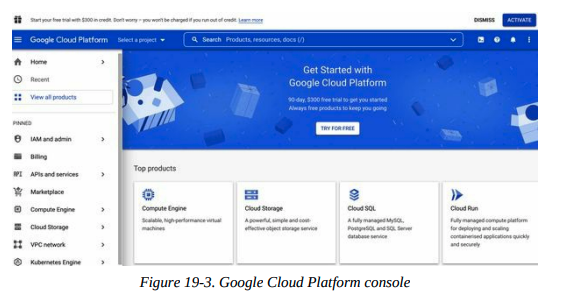 Start your free trial with $300 in credit. Don't worry – you won't be charged if you run out of credit. Learn more
DISMISS
ACTIVATE
Google Cloud Platform
Select a project
Search Products, resources, docs (/)
Home
Recent
View all products
PINNED
IAM and admin
Billing
API APIs and services
Marketplace
Compute Engine
Cloud Storage
VPC network
Kubernetes Engine
Get Started with
Google Cloud Platform
90 day, $300 free trial to get you started
Always free products to keep you going
TRY FOR FREE
Top products
Compute Engine
Scalable, high-performance virtual
machines
Cloud Storage
A powerful, simple and cost-
effective object storage service
Cloud SQL
A fully managed MySQL,
PostgreSQL and SQL Server
database service
Cloud Run
Fully managed compute platform
for deploying and scaling
containerised applications quickly
and securely
Figure 19-3. Google Cloud Platform console